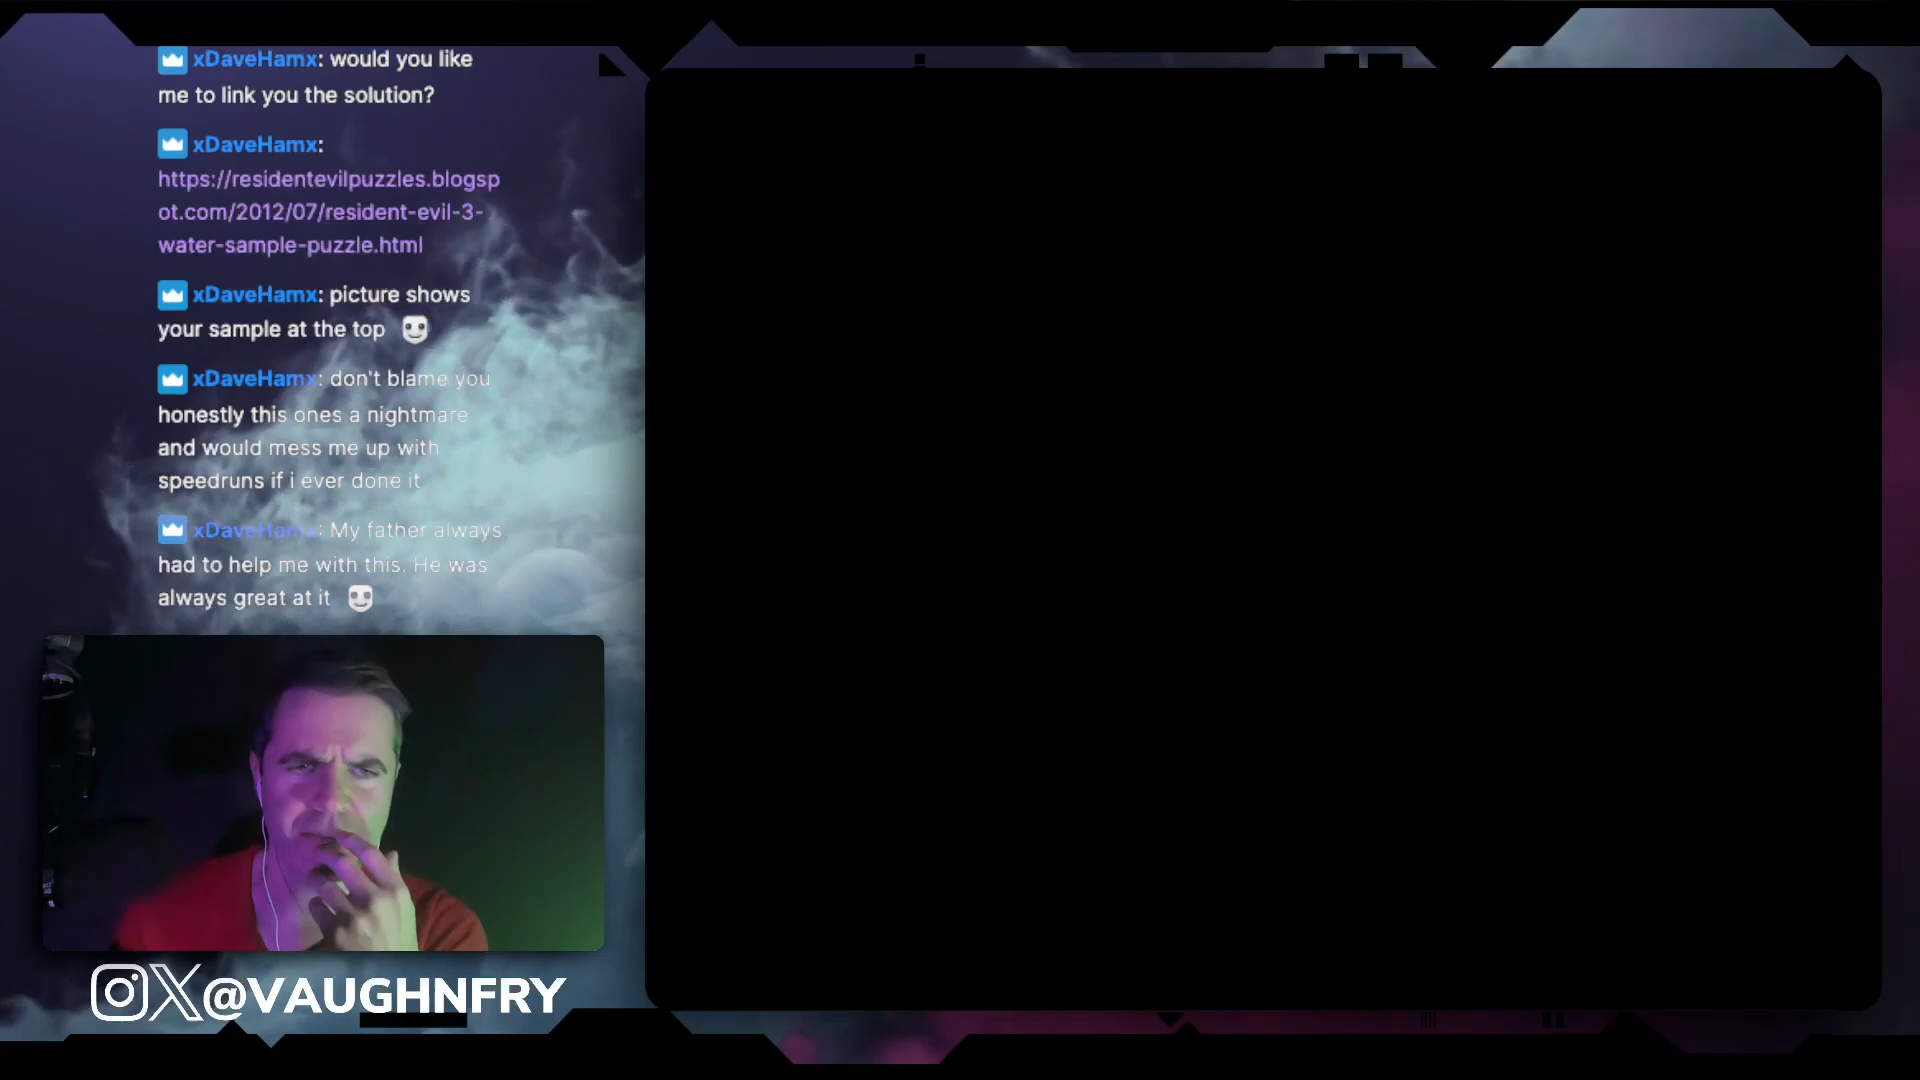 xDaveHamx: would you like
me to link you the solution?
xDaveHamx:
https://residentevilpuzzles.blogsp
ot.com/2012/07/resident-evil-3-
water-sample-puzzle.html
xDaveHamx: picture shows
your sample at the top
xDaveHamx: don't blame you
honestly this ones a nightmare
and would mess me up with
speedruns if i ever done it
xDaveHamx: My father always
had to help me with this. He was
always great at it
@VAUGHNFRY